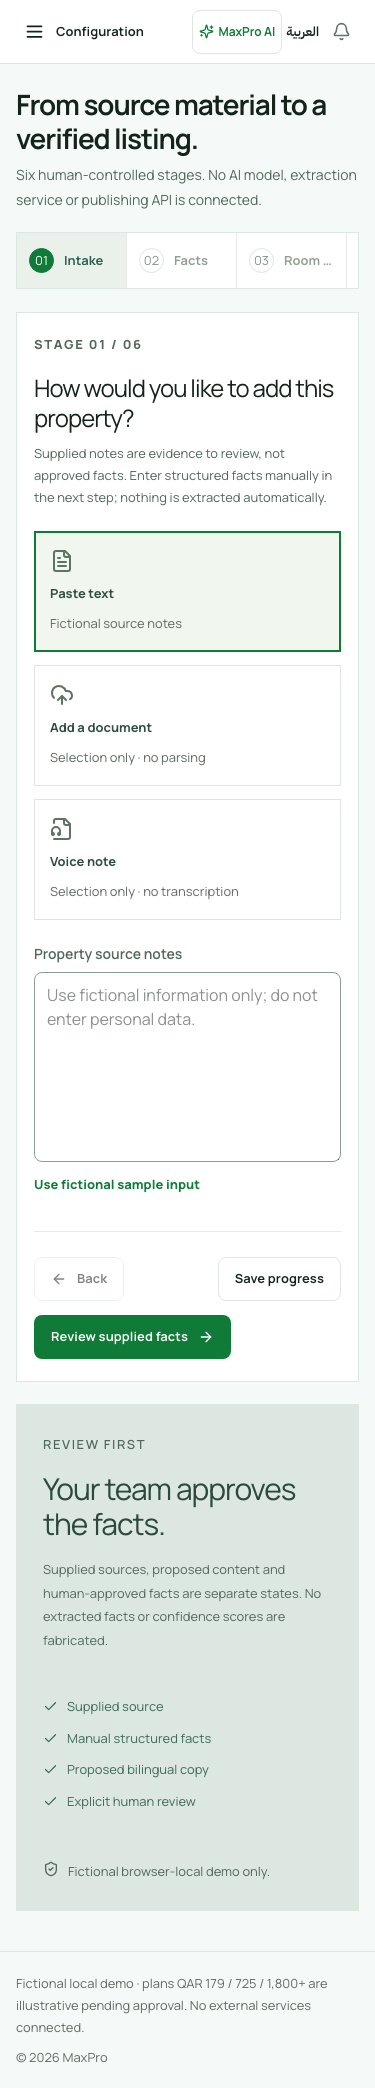 Configuration
MaxPro AI
العربية
From source material to a
verified listing.
Six human-controlled stages. No AI model, extraction
service or publishing API is connected.
01 Intake
02 Facts
03 Room ...
STAGE 01 / 06
How would you like to add this
property?
Supplied notes are evidence to review, not
approved facts. Enter structured facts manually in
the next step; nothing is extracted automatically.
Paste text
Fictional source notes
Add a document
Selection only · no parsing
Voice note
Selection only · no transcription
Property source notes
Use fictional information only; do not
enter personal data.
Use fictional sample input
Back
Save progress
Review supplied facts
REVIEW FIRST
Your team approves
the facts.
Supplied sources, proposed content and
human-approved facts are separate states. No
extracted facts or confidence scores are
fabricated.
Supplied source
Manual structured facts
Proposed bilingual copy
Explicit human review
Fictional browser-local demo only.
Fictional local demo · plans QAR 179 / 725 / 1,800+ are
illustrative pending approval. No external services
connected.
© 2026 MaxPro